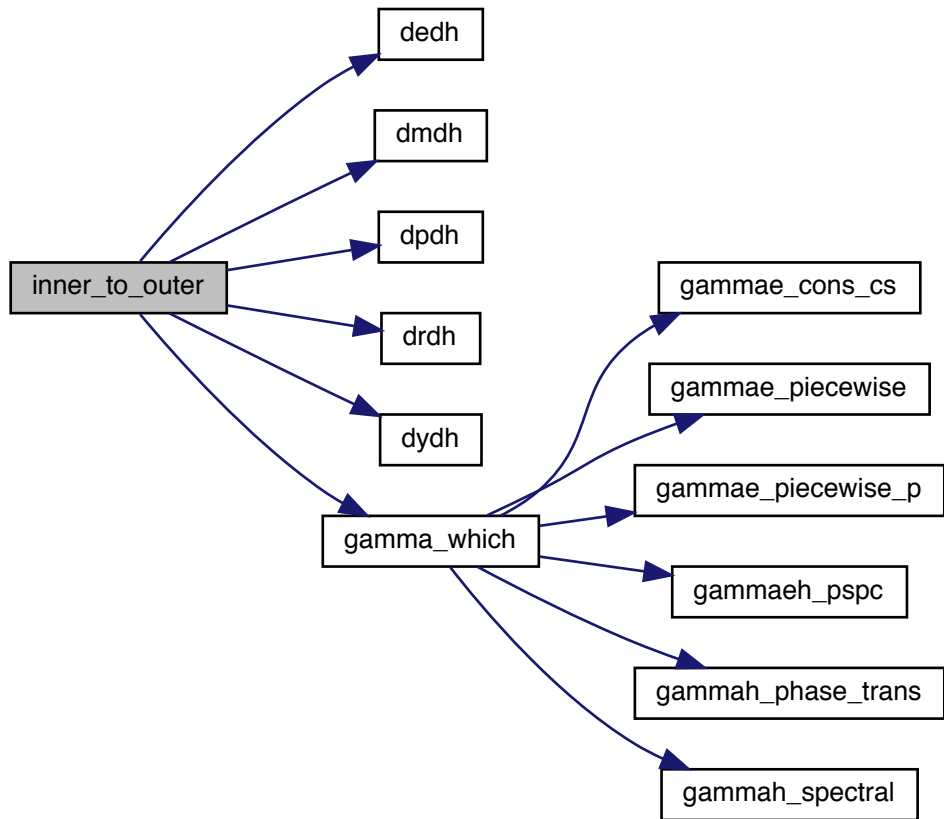 dedh
dmdh
dpdh
inner_to_outer
gammae_cons_cs
drdh
gammae_piecewise
dydh
gammae_piecewise_p
gamma_which
gammaeh_pspc
gammah_phase_trans
gammah_spectral